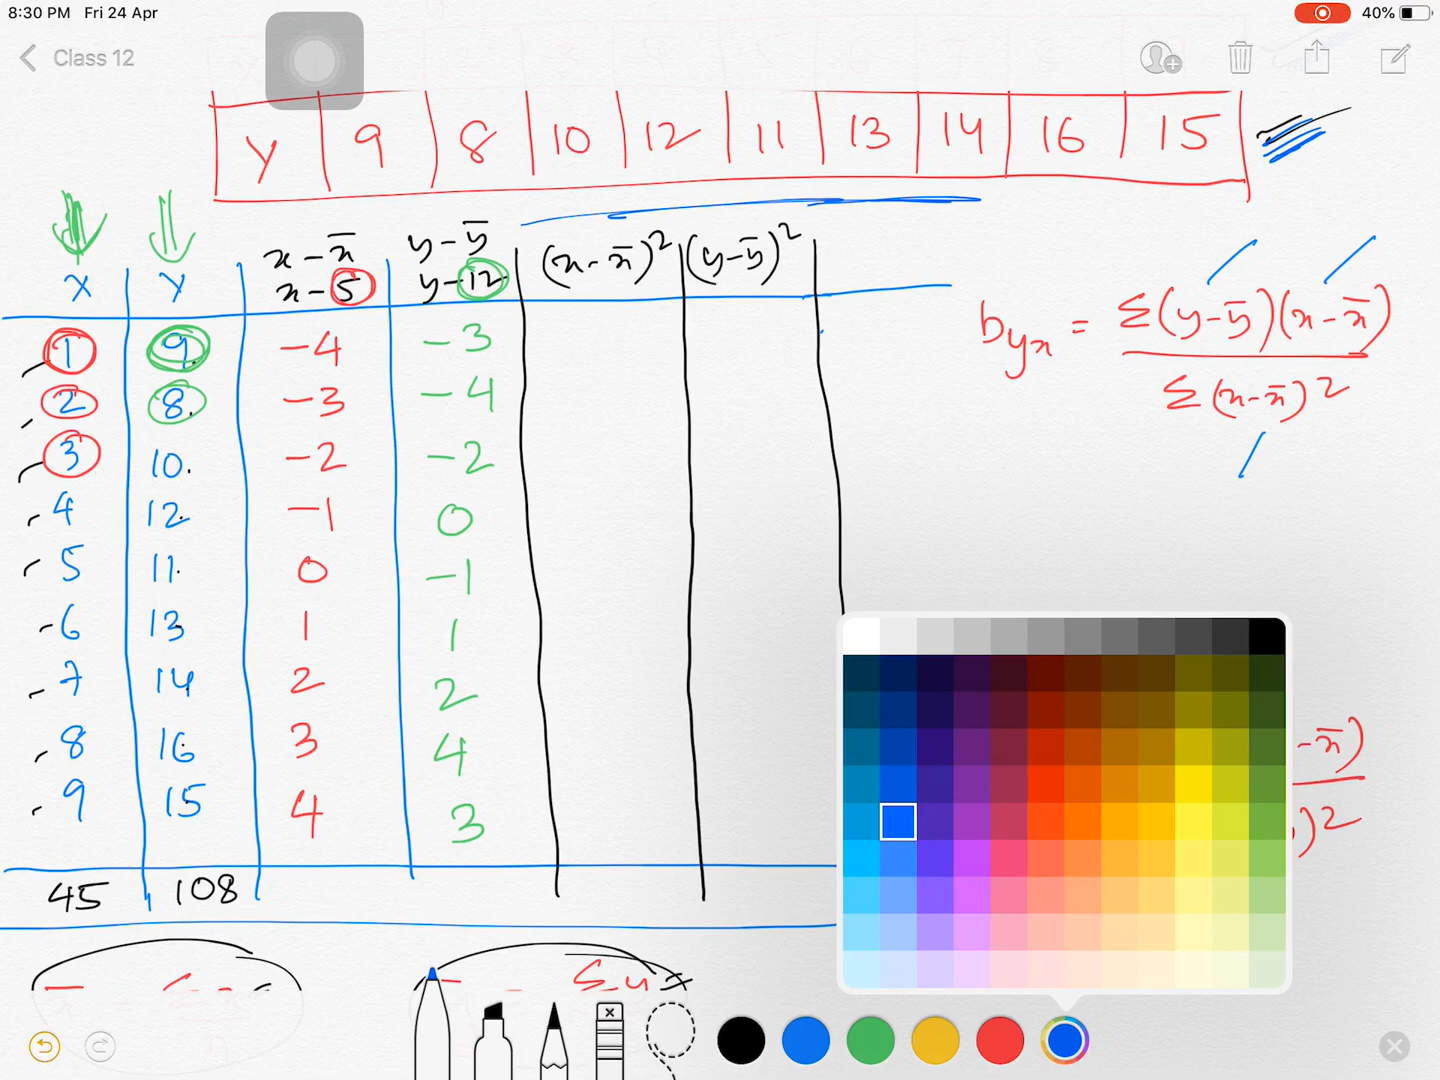 8:30 PM Fri 24 Apr
40%
Class 12
Y 9 8 10 12 11 13 14 16 15
x - x̄ y - ȳ (x - x̄)² (y - ȳ)²
X Y x - 5 y - 12
1 9 -4 -3
2 8 -3 -4
3 10 -2 -2
4 12 -1 0
5 11 0 -1
6 13 1 1
7 14 2 2
8 16 3 4
9 15 4 3
45 108
byx = Σ(y - ȳ)(x - x̄)
Σ(x - x̄)²
- x̄)
)²